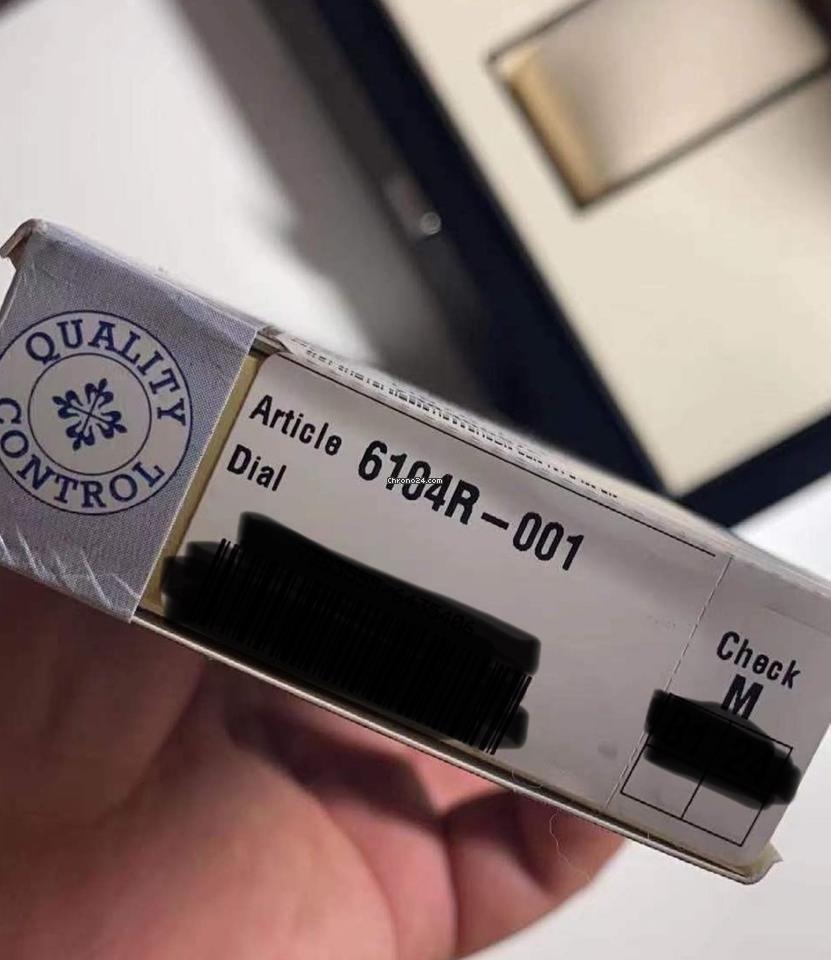 QUALITY
CONTROL
Article 6104R-001
Dial
Chrono24.com
Check
M